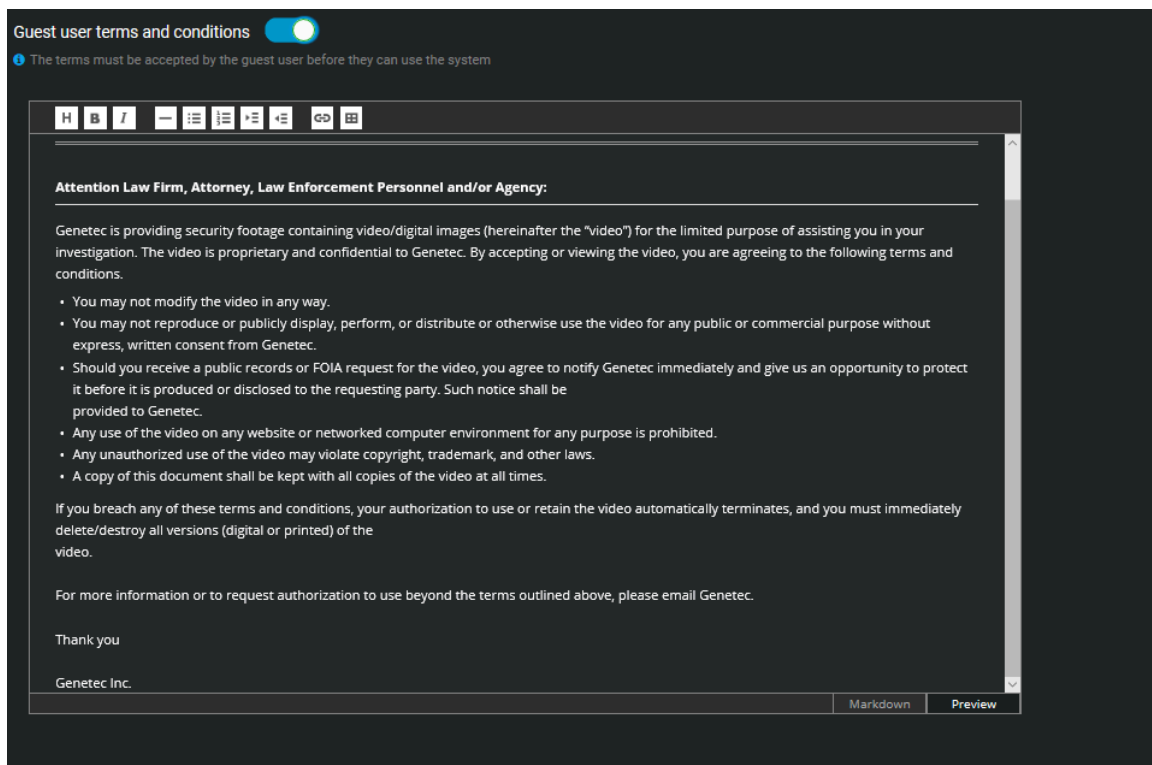 Guest user terms and conditions
The terms must be accepted by the guest user before they can use the system
H B I
Attention Law Firm, Attorney, Law Enforcement Personnel and/or Agency:
Genetec is providing security footage containing video/digital images (hereinafter the “video”) for the limited purpose of assisting you in your
investigation. The video is proprietary and confidential to Genetec. By accepting or viewing the video, you are agreeing to the following terms and
conditions.
• You may not modify the video in any way.
• You may not reproduce or publicly display, perform, or distribute or otherwise use the video for any public or commercial purpose without
express, written consent from Genetec.
• Should you receive a public records or FOIA request for the video, you agree to notify Genetec immediately and give us an opportunity to protect
it before it is produced or disclosed to the requesting party. Such notice shall be
provided to Genetec.
• Any use of the video on any website or networked computer environment for any purpose is prohibited.
• Any unauthorized use of the video may violate copyright, trademark, and other laws.
• A copy of this document shall be kept with all copies of the video at all times.
If you breach any of these terms and conditions, your authorization to use or retain the video automatically terminates, and you must immediately
delete/destroy all versions (digital or printed) of the
video.
For more information or to request authorization to use beyond the terms outlined above, please email Genetec.
Thank you
Genetec Inc.
Markdown Preview